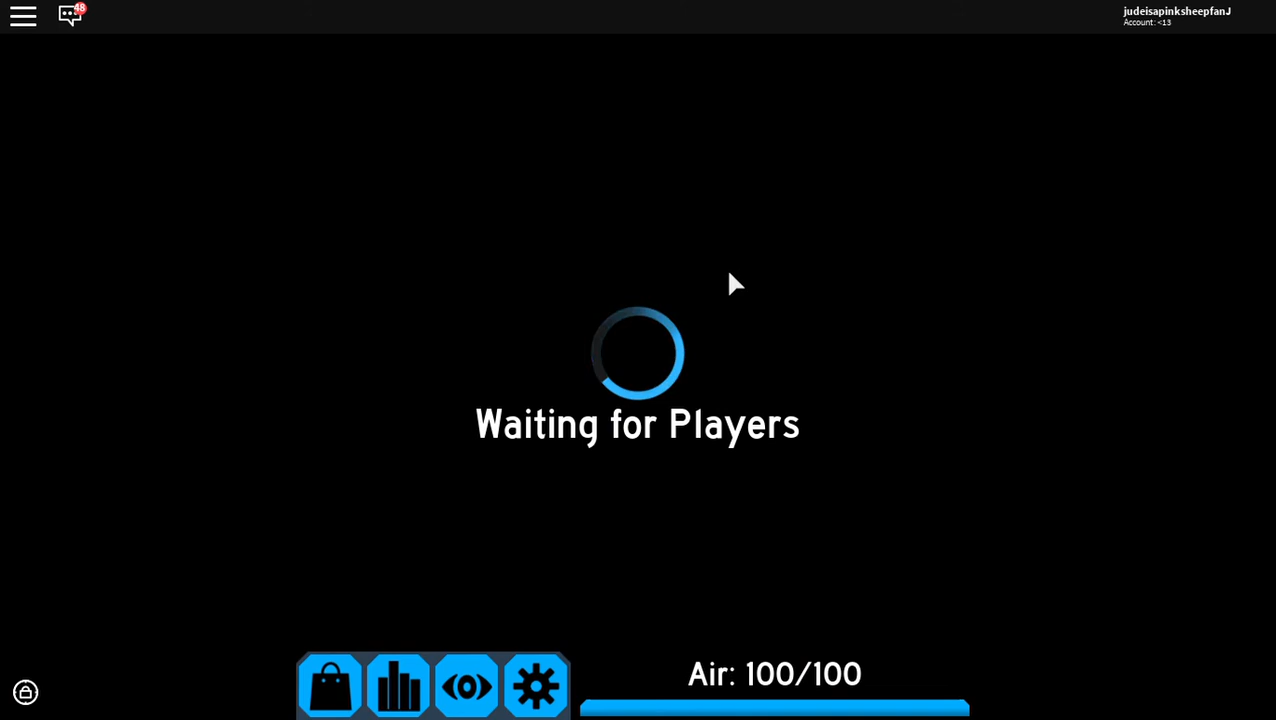 48
judeisapinksheepfanJ
Account: <13
Waiting for Players
Air: 100/100